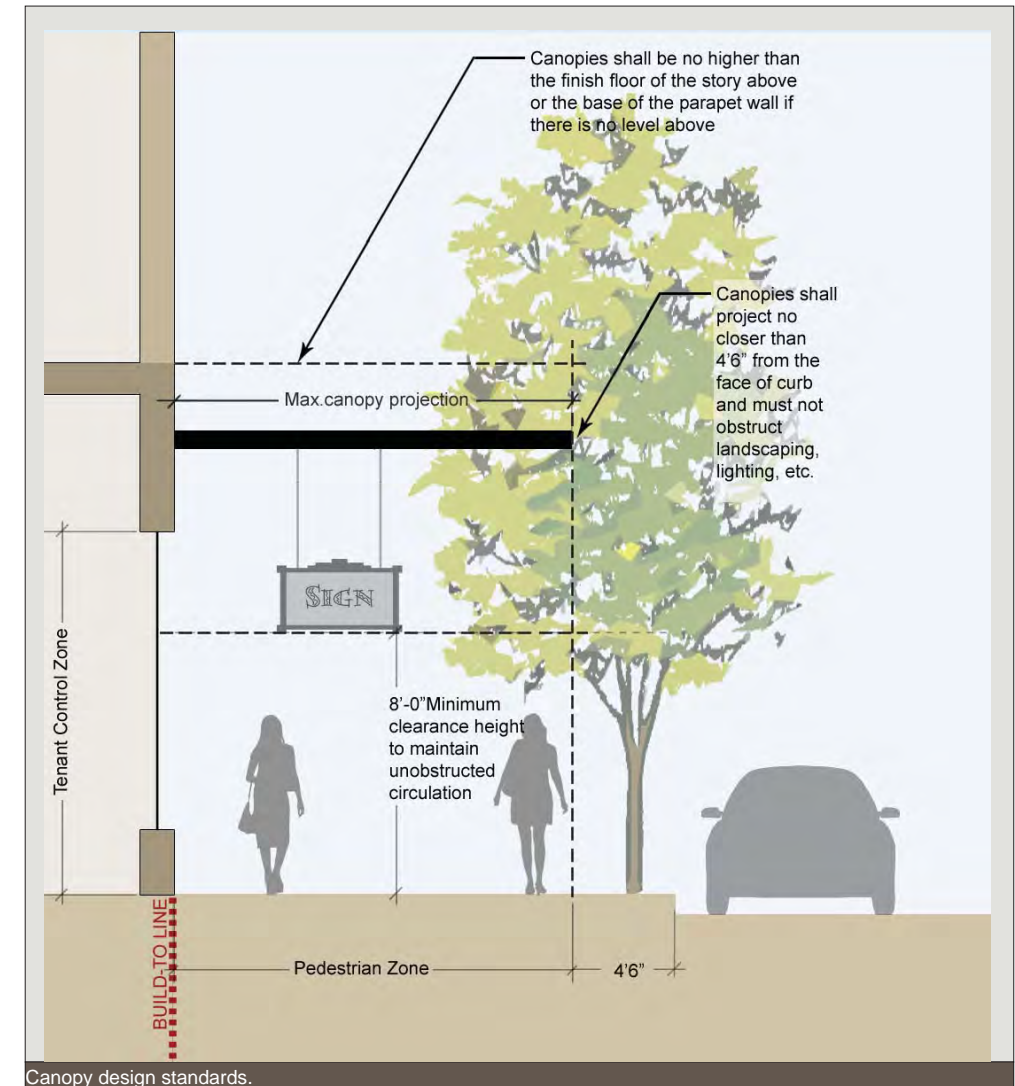 Canopies shall be no higher than
the finish floor of the story above
or the base of the parapet wall if
there is no level above
Canopies shall
project no
closer than
4'6" from the
face of curb
and must not
obstruct
landscaping,
lighting, etc.
Max.canopy projection
SIGN
Tenant Control Zone
8'-0"Minimum
clearance height
to maintain
unobstructed
circulation
BUILD-TO LINE
Pedestrian Zone
4'6"
Canopy design standards.